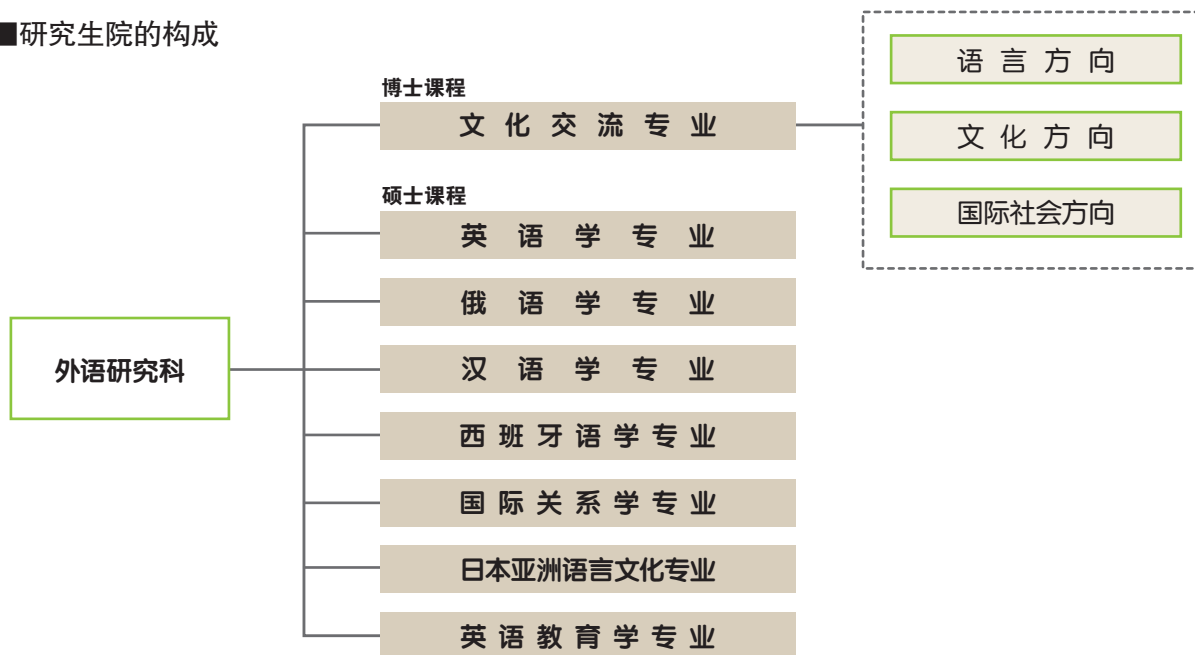 ■研究生院的构成
博士课程
文化交流专业
语言方向
文化方向
国际社会方向
硕士课程
英语学专业
俄语学专业
汉语学专业
西班牙语学专业
国际关系学专业
日本亚洲语言文化专业
英语教育学专业
外语研究科